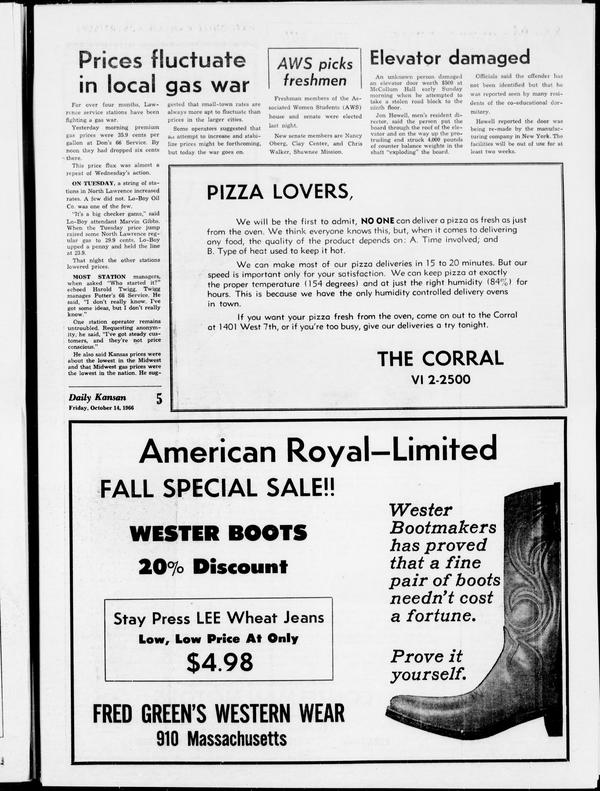 Prices fluctuate
in local gas war
For over four months, Law-
rence service stations have been
fighting a gas war.
Yesterday morning premium
gas prices were 35.9 cents per
gallon at Don's 66 Service. By
noon they had dropped six cents
there.
This price flux was almost a
repeat of Wednesday's action.
ON TUESDAY, a string of sta-
tions in North Lawrence increased
rates. A few did not. Lo-Boy Oil
Co. was one of the few.
"It's a big checker game," said
Lo-Boy attendant Marvin Gibbs.
When the Tuesday price jump
raised some North Lawrence reg-
ular gas to 29.9 cents, Lo-Boy
upped a penny and held the line
at 23.9.
That night the other stations
lowered prices.
MOST STATION managers,
when asked "Who started it?"
echoed Harold Twigg. Twigg
manages Potter's 66 Service. He
said, "I don't really know. I've
got some ideas, but I don't really
know."
One station operator remains
untroubled. Requesting anonym-
ity, he said, "I've got steady cus-
tomers, and they're not price
conscious."
He also said Kansas prices were
about the lowest in the Midwest
and that Midwest gas prices were
the lowest in the nation. He sug-
gested that small-town rates are
always more apt to fluctuate than
prices in the larger cities.
Some operators suggested that
an attempt to increase and stabi-
lize prices might be forthcoming,
but today the war goes on.
AWS picks
freshmen
Freshmen members of the As-
sociated Women Students (AWS)
house and senate were elected
last night.
New senate members are Nancy
Oberg, Clay Center, and Chris
Walker, Shawnee Mission.
Elevator damaged
An unknown person damaged
an elevator door worth $500 at
McCollum Hall early Sunday
morning when he attempted to
take a stolen road block to the
ninth floor.
Jon Howell, men's resident di-
rector, said the person put the
board through the roof of the ele-
vator and on the way up the pro-
truding end struck 4,000 pounds
of counter balance weights in the
shaft "exploding" the board.
Officials said the offender has
not been identified but that he
was reported seen by many resi-
dents of the co-educational dor-
mitory.
Howell reported the door was
being re-made by the manufac-
turing company in New York. The
facilities will be out of use for at
least two weeks.
PIZZA LOVERS,
We will be the first to admit, NO ONE can deliver a pizza as fresh as just
from the oven. We think everyone knows this, but, when it comes to delivering
any food, the quality of the product depends on: A. Time involved; and
B. Type of heat used to keep it hot.
We can make most of our pizza deliveries in 15 to 20 minutes. But our
speed is important only for your satisfaction. We can keep pizza at exactly
the proper temperature (154 degrees) and at just the right humidity (84%) for
hours. This is because we have the only humidity controlled delivery ovens
in town.
If you want your pizza fresh from the oven, come on out to the Corral
at 1401 West 7th, or if you're too busy, give our deliveries a try tonight.
THE CORRAL
VI 2-2500
Daily Kansan 5
Friday, October 14, 1966
American Royal—Limited
FALL SPECIAL SALE!!
WESTER BOOTS
20% Discount
Stay Press LEE Wheat Jeans
Low, Low Price At Only
$4.98
FRED GREEN'S WESTERN WEAR
910 Massachusetts
Wester
Bootmakers
has proved
that a fine
pair of boots
needn't cost
a fortune.
Prove it
yourself.